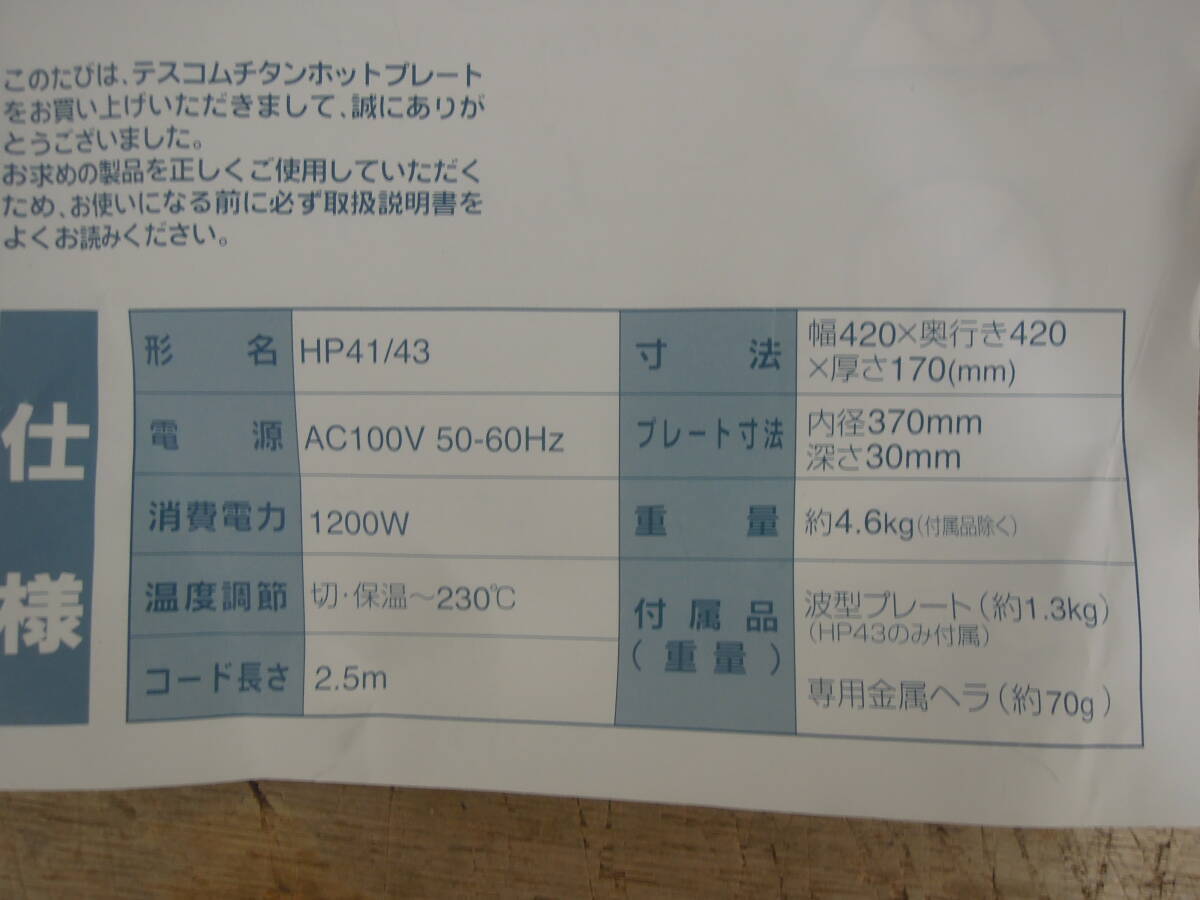 このたびは、テスコムチタンホットプレート
をお買い上げいただきまして、誠にありが
とうございました。
お求めの製品を正しくご使用していただく
ため、お使いになる前に必ず取扱説明書を
よくお読みください。
仕様
形名 HP41/43
電源 AC100V 50-60Hz
消費電力 1200W
温度調節 切・保温〜230℃
コード長さ 2.5m
寸法 幅420×奥行き420
×厚さ170(mm)
プレート寸法 内径370mm
深さ30mm
重量 約4.6kg(付属品除く)
付属品
(重量)
波型プレート(約1.3kg)
(HP43のみ付属)
専用金属ヘラ(約70g)